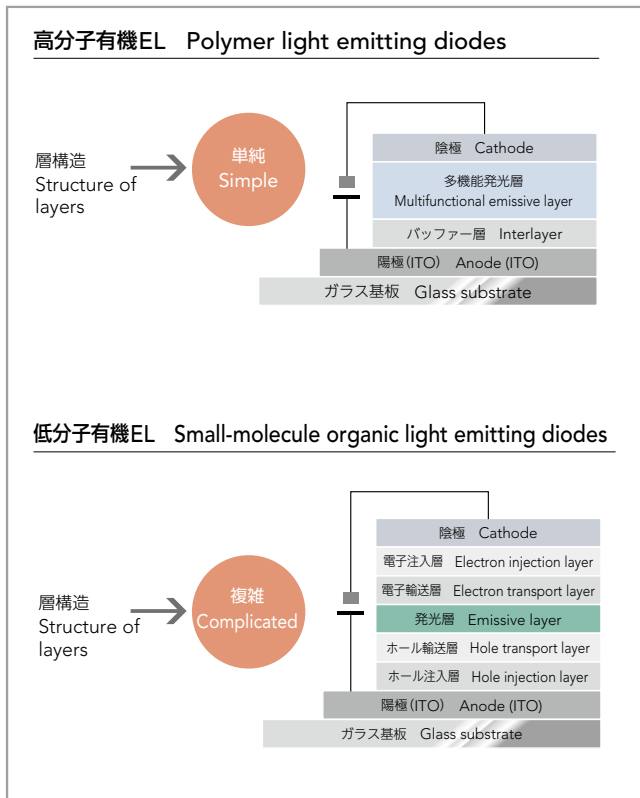 高分子有機EL Polymer light emitting diodes
層構造
Structure of
layers
単純
Simple
陰極 Cathode
多機能発光層
Multifunctional emissive layer
バッファー層 Interlayer
陽極(ITO) Anode (ITO)
ガラス基板 Glass substrate
低分子有機EL Small-molecule organic light emitting diodes
層構造
Structure of
layers
複雑
Complicated
陰極 Cathode
電子注入層 Electron injection layer
電子輸送層 Electron transport layer
発光層 Emissive layer
ホール輸送層 Hole transport layer
ホール注入層 Hole injection layer
陽極(ITO) Anode (ITO)
ガラス基板 Glass substrate